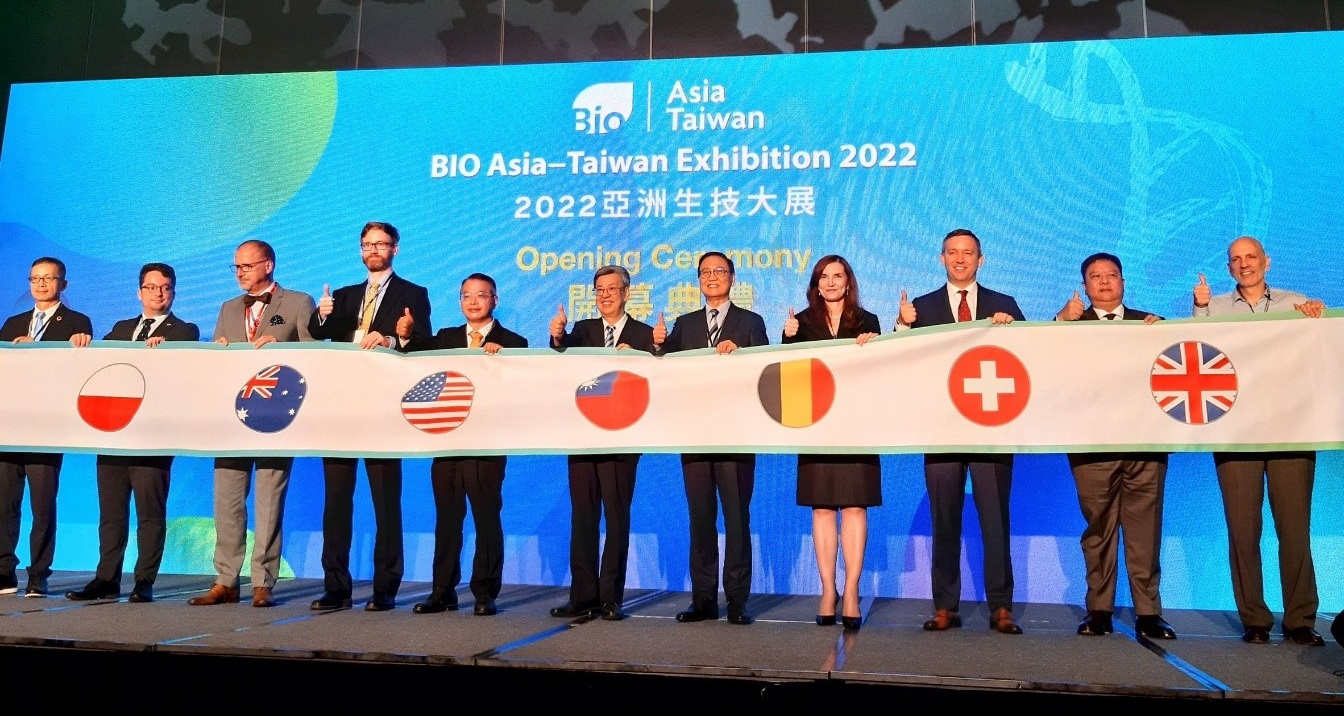 Bio
Asia
Taiwan
BIO Asia–Taiwan Exhibition 2022
2022亞洲生技大展
Opening Ceremony
開幕典禮